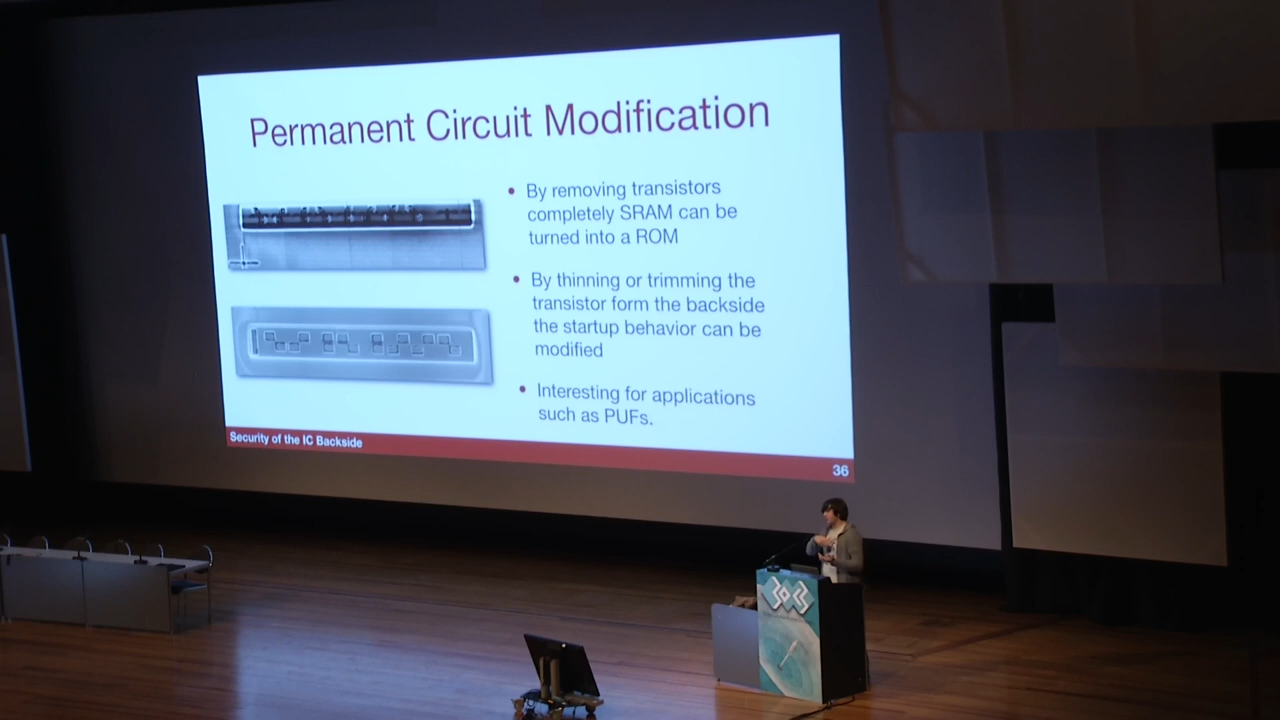 Permanent Circuit Modification
• By removing transistors
completely SRAM can be
turned into a ROM
• By thinning or trimming the
transistor form the backside
the startup behavior can be
modified
• Interesting for applications
such as PUFs.
Security of the IC Backside
36
30C3